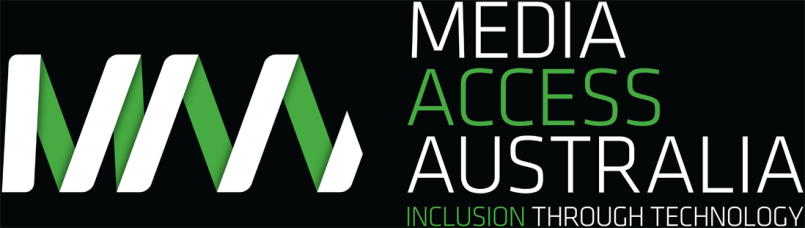 MEDIA
ACCESS
AUSTRALIA
INCLUSION THROUGH TECHNOLOGY